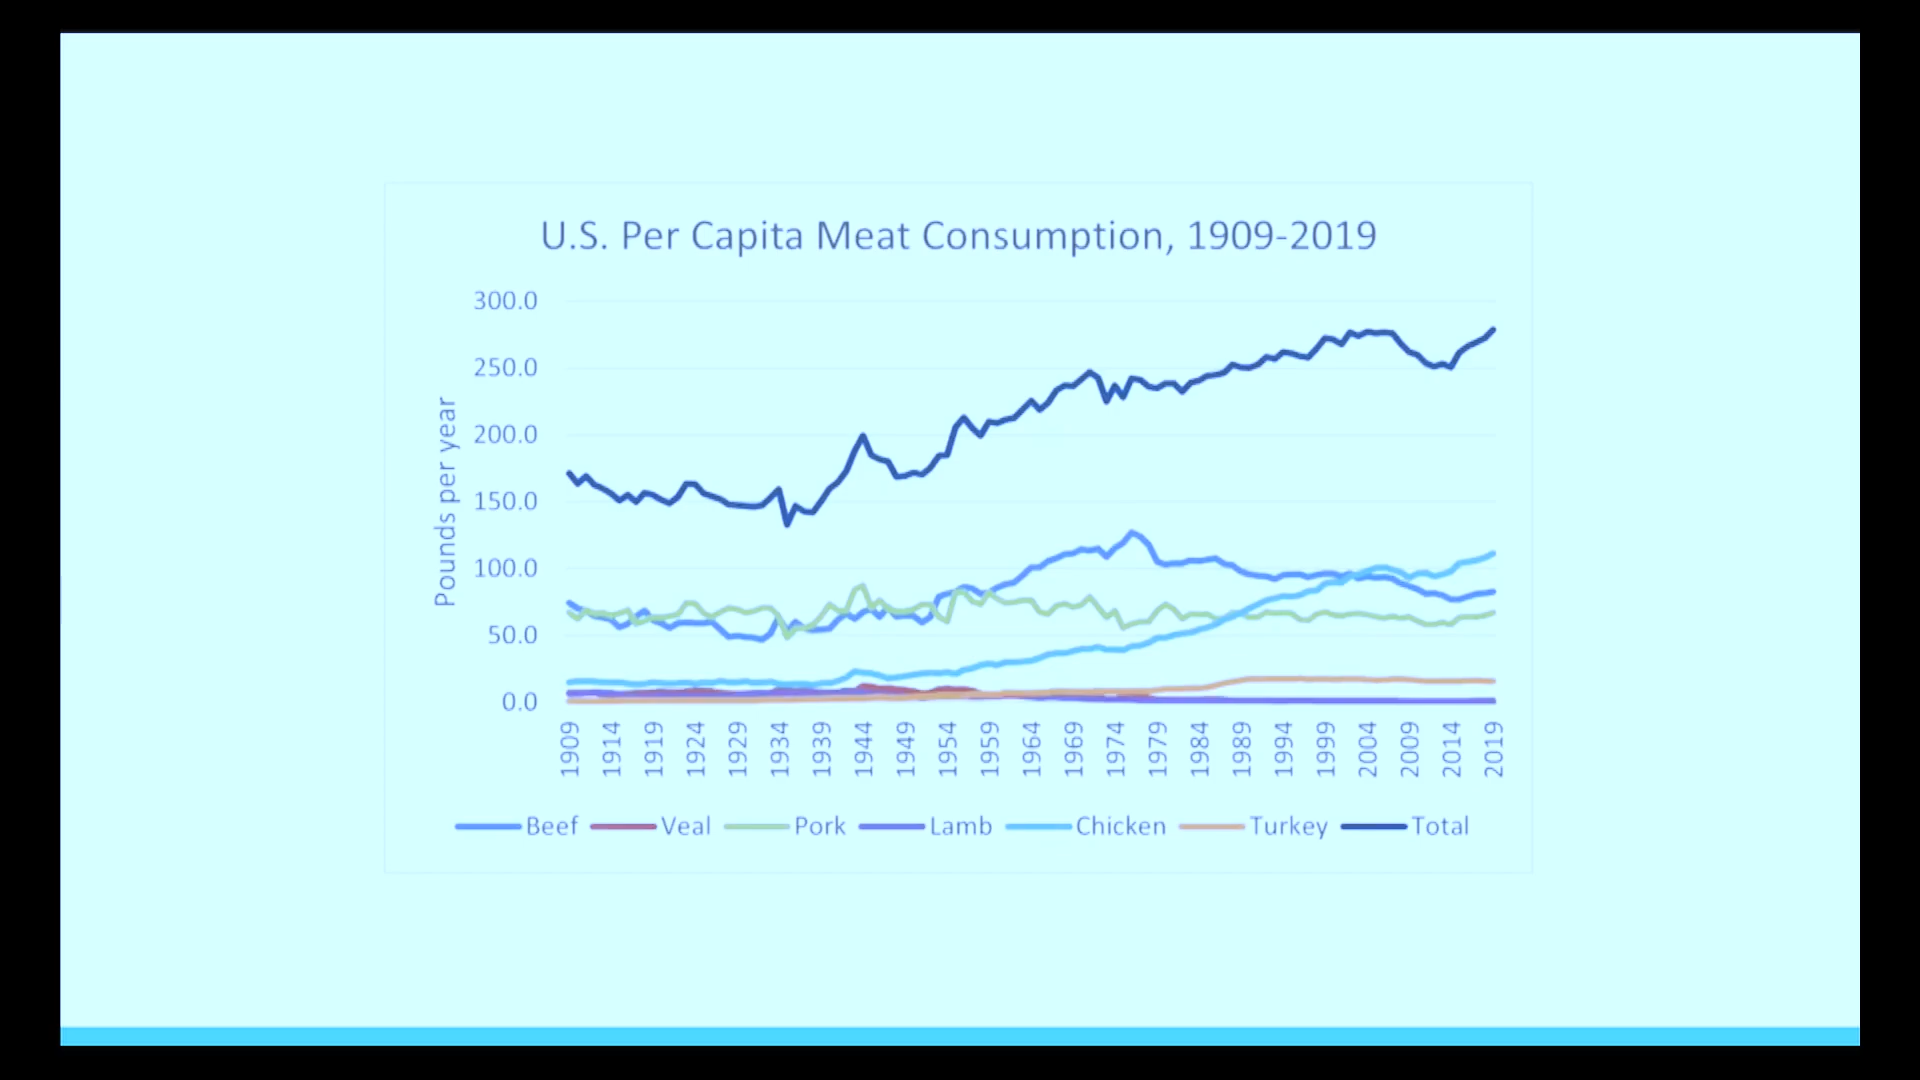 U.S. Per Capita Meat Consumption, 1909-2019
Pounds per year
300.0
250.0
200.0
150.0
100.0
50.0
0.0
1909 1914 1919 1924 1929 1934 1939 1944 1949 1954 1959 1964 1969 1974 1979 1984 1989 1994 1999 2004 2009 2014 2019
Beef Veal Pork Lamb Chicken Turkey Total